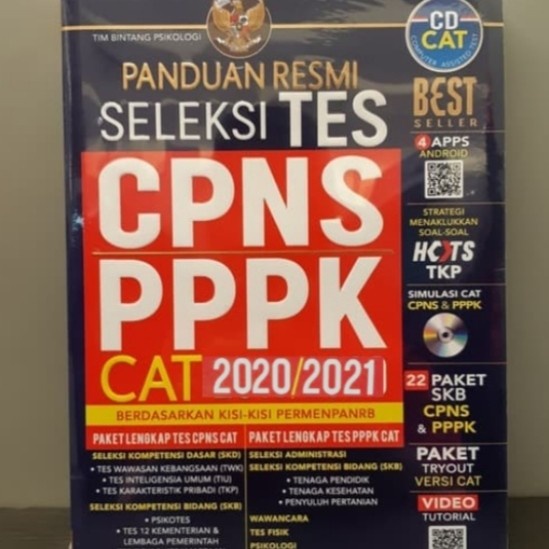 TIM BINTANG PSIKOLOGI
PANDUAN RESMI
SELEKSI TES
CPNS
PPPK
CAT 2020/2021
BERDASARKAN KISI-KISI PERMENPANRB
PAKET LENGKAP TES CPNS CAT
SELEKSI KOMPETENSI DASAR (SKD)
• TES WAWASAN KEBANGSAAN (TWK)
• TES INTELIGENSIA UMUM (TIU)
• TES KARAKTERISTIK PRIBADI (TKP)
SELEKSI KOMPETENSI BIDANG (SKB)
• PSIKOTES
• TES 12 KEMENTERIAN &
LEMBAGA PEMERINTAH
PAKET LENGKAP TES PPPK CAT
SELEKSI ADMINISTRASI
SELEKSI KOMPETENSI BIDANG (SKB)
• TENAGA PENDIDIK
• TENAGA KESEHATAN
• PENYULUH PERTANIAN
WAWANCARA
TES FISIK
PSIKOLOGI
CD
CAT
COMPUTER ASSISTED TEST
BEST
SELLER
4 APPS
ANDROID
STRATEGI
MENAKLUKKAN
SOAL-SOAL
HOTS
TKP
SIMULASI CAT
CPNS & PPPK
22 PAKET
SKB
CPNS
& PPPK
PAKET
TRYOUT
VERSI CAT
VIDEO
TUTORIAL